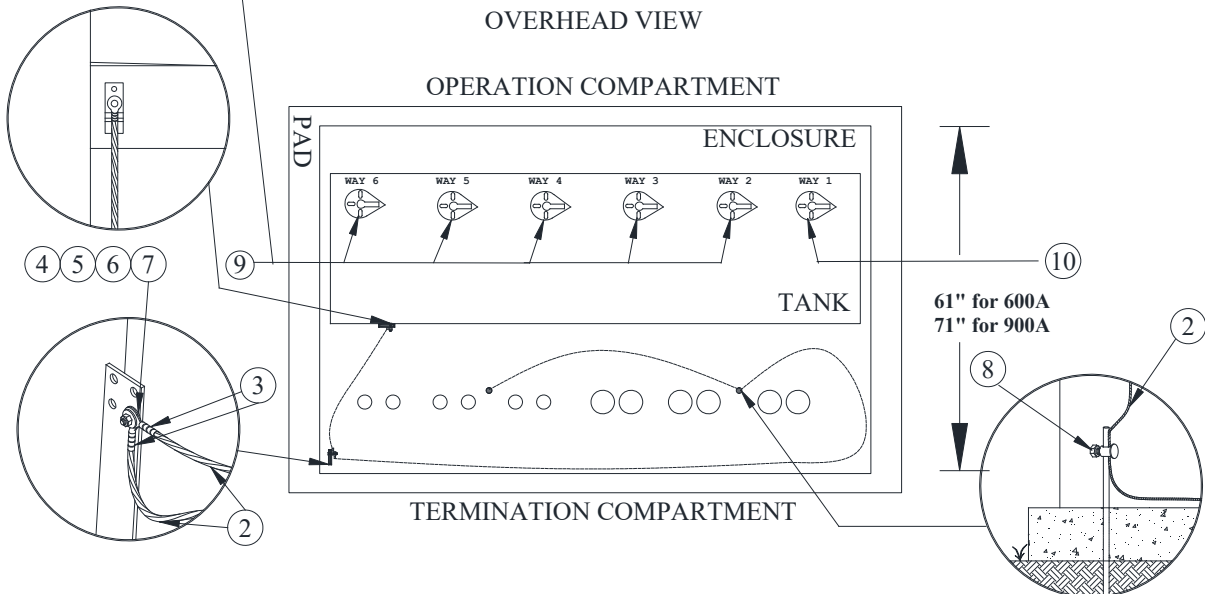 OVERHEAD VIEW
OPERATION COMPARTMENT
PAD
ENCLOSURE
WAY 6 WAY 5 WAY 4 WAY 3 WAY 2 WAY 1
4 5 6 7
9
10
TANK
61" for 600A
71" for 900A
2
8
3
2
TERMINATION COMPARTMENT